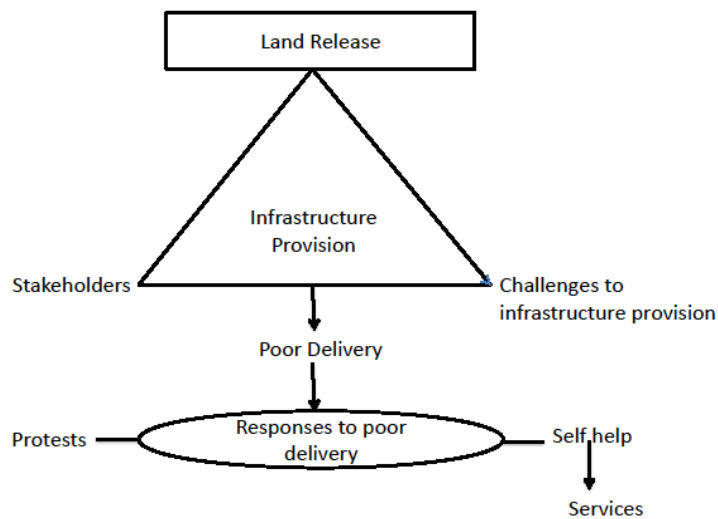 Land Release
Infrastructure
Provision
Stakeholders
Challenges to
infrastructure provision
Poor Delivery
Protests
Responses to poor
delivery
Self help
Services